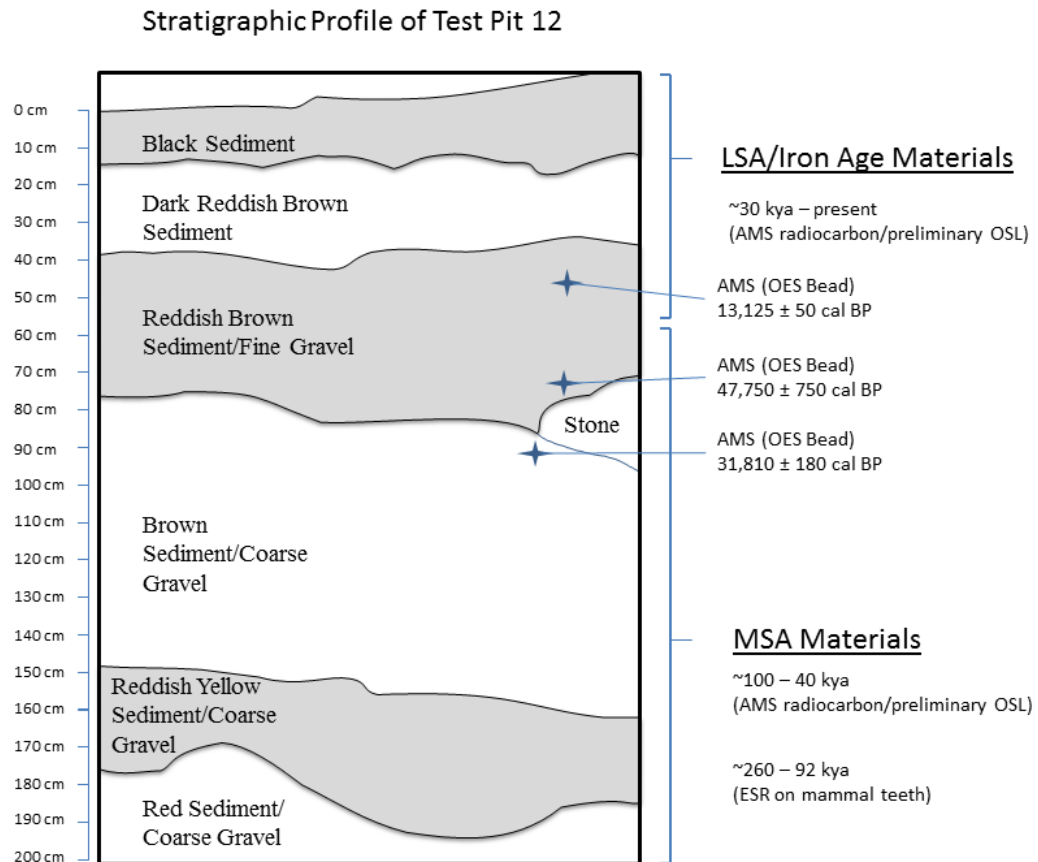 Stratigraphic Profile of Test Pit 12
0 cm
10 cm
20 cm
30 cm
40 cm
50 cm
60 cm
70 cm
80 cm
90 cm
100 cm
110 cm
120 cm
130 cm
140 cm
150 cm
160 cm
170 cm
180 cm
190 cm
200 cm
Black Sediment
Dark Reddish Brown
Sediment
Reddish Brown
Sediment/Fine Gravel
Stone
Brown
Sediment/Coarse
Gravel
Reddish Yellow
Sediment/Coarse
Gravel
Red Sediment/
Coarse Gravel
LSA/Iron Age Materials
~30 kya – present
(AMS radiocarbon/preliminary OSL)
AMS (OES Bead)
13,125 ± 50 cal BP
AMS (OES Bead)
47,750 ± 750 cal BP
AMS (OES Bead)
31,810 ± 180 cal BP
MSA Materials
~100 – 40 kya
(AMS radiocarbon/preliminary OSL)
~260 – 92 kya
(ESR on mammal teeth)